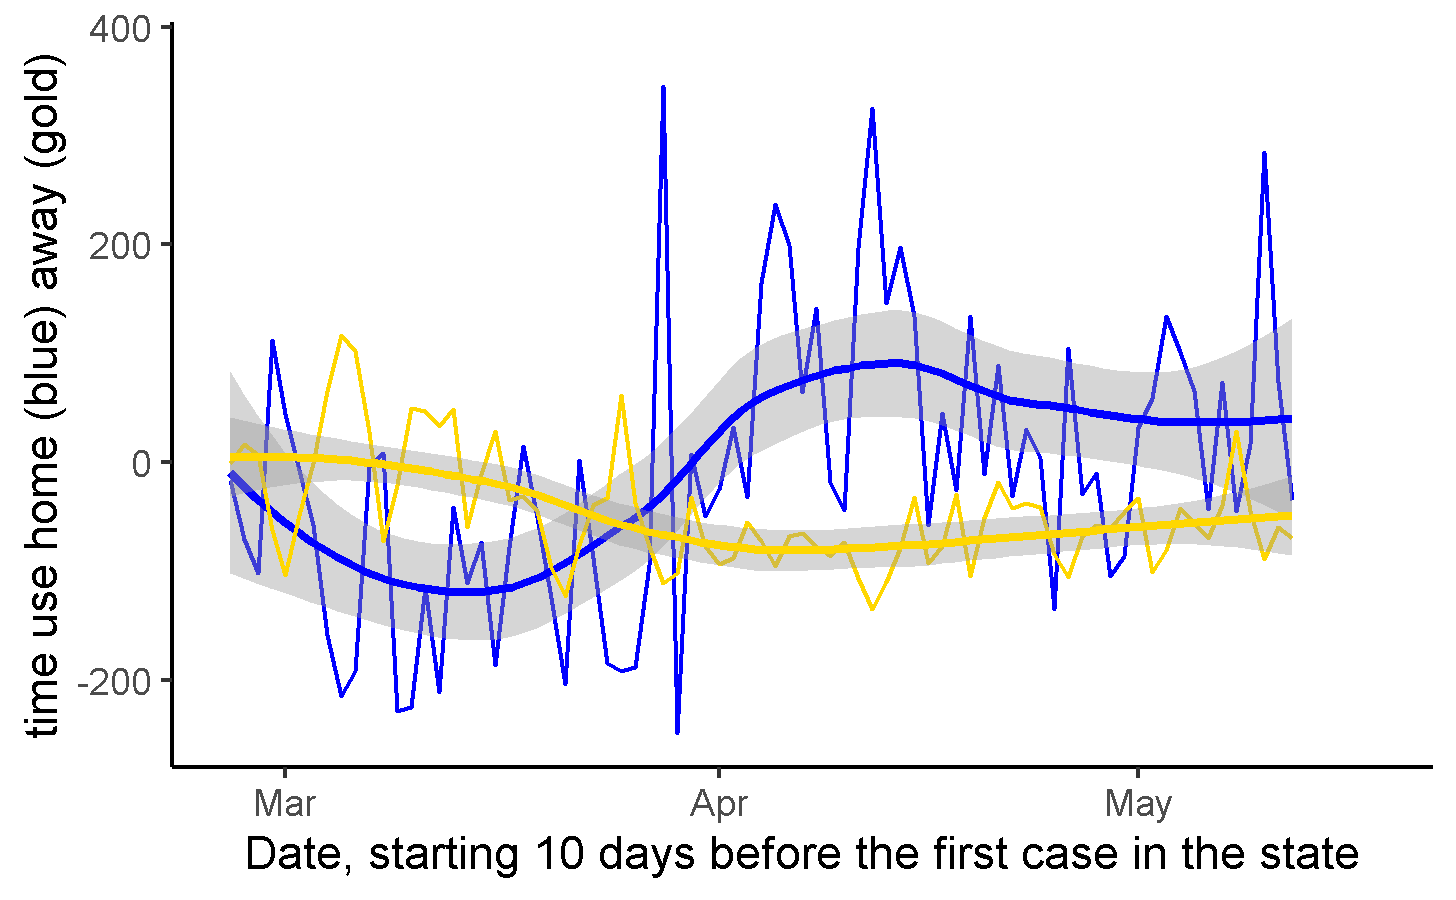 time use home (blue) away (gold)
400
200
0
-200
Mar
Apr
May
Date, starting 10 days before the first case in the state